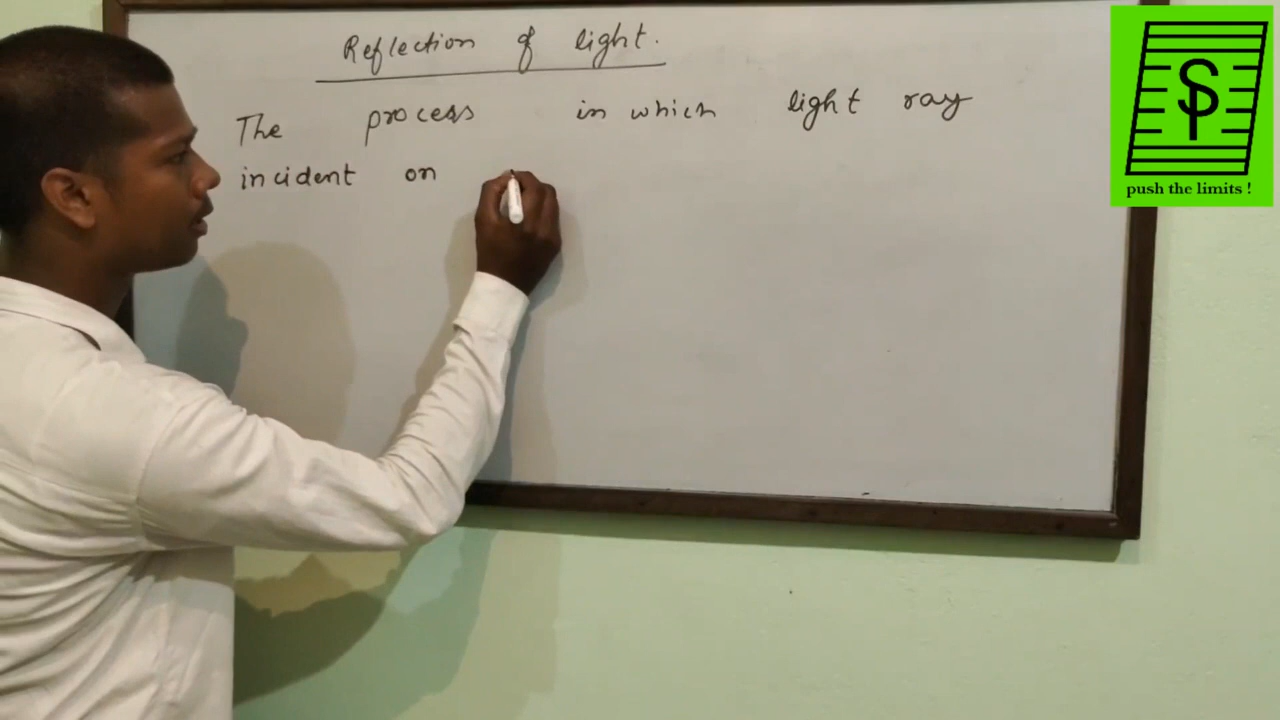 Reflection of light.
The process in which light ray
incident on
push the limits !